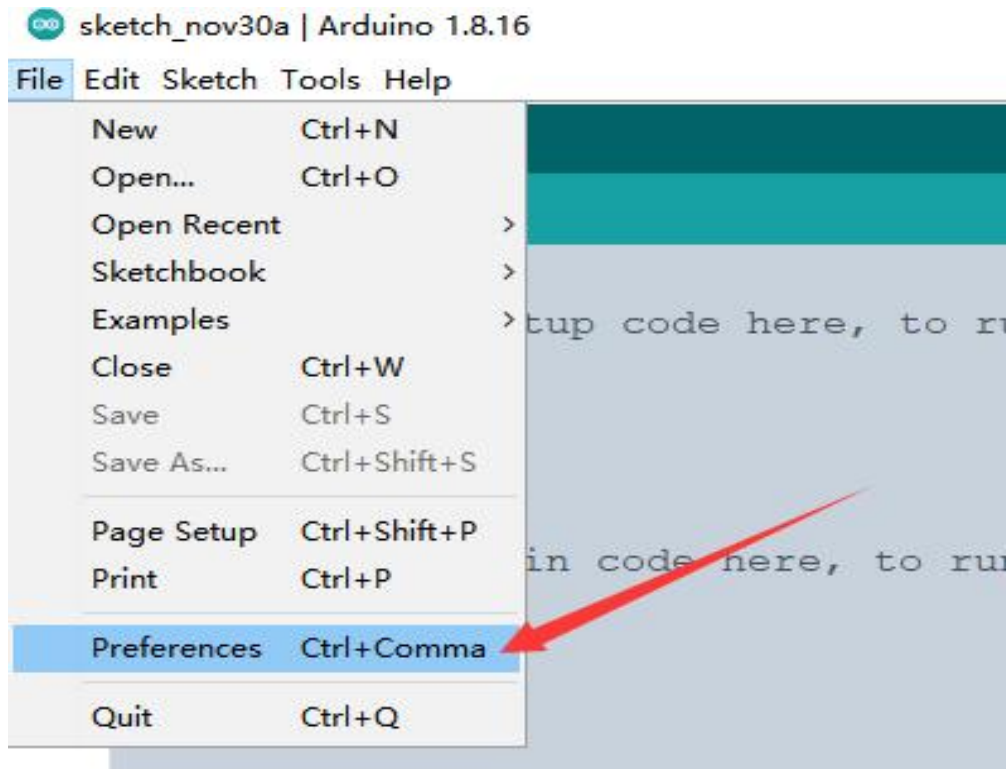 sketch_nov30a | Arduino 1.8.16
File Edit Sketch Tools Help
New Ctrl+N
Open... Ctrl+O
Open Recent >
Sketchbook >
Examples >
tup code here, to ru
Close Ctrl+W
Save Ctrl+S
Save As... Ctrl+Shift+S
Page Setup Ctrl+Shift+P
in code here, to run
Print Ctrl+P
Preferences Ctrl+Comma
Quit Ctrl+Q